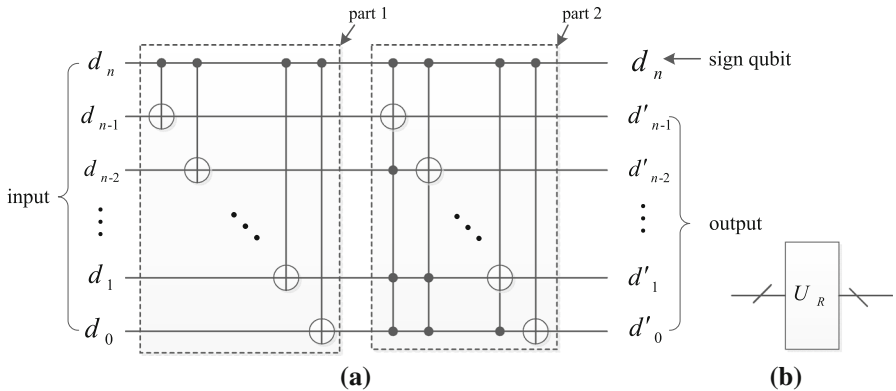 part 1
part 2
d n
d n
sign qubit
d n-1
d' n-1
d n-2
d' n-2
input
output
d 1
d' 1
U R
d 0
d' 0
(a)
(b)